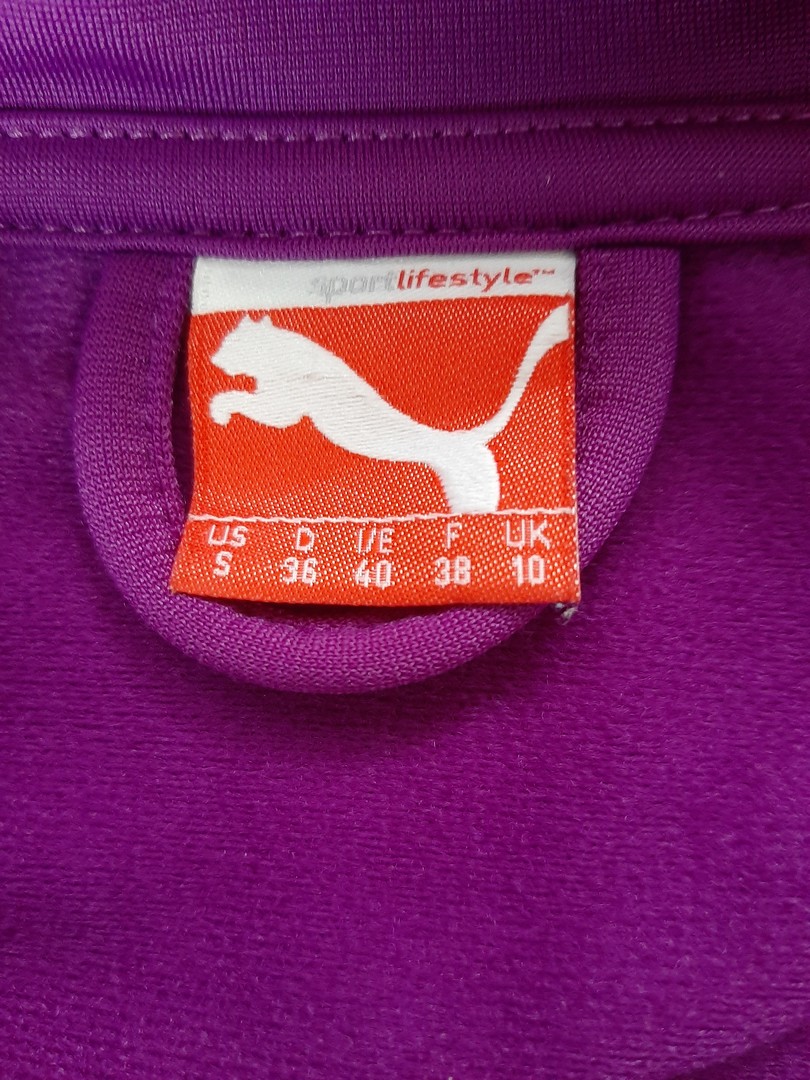 sportlifestyle™
US D I/E F UK
S 36 40 38 10